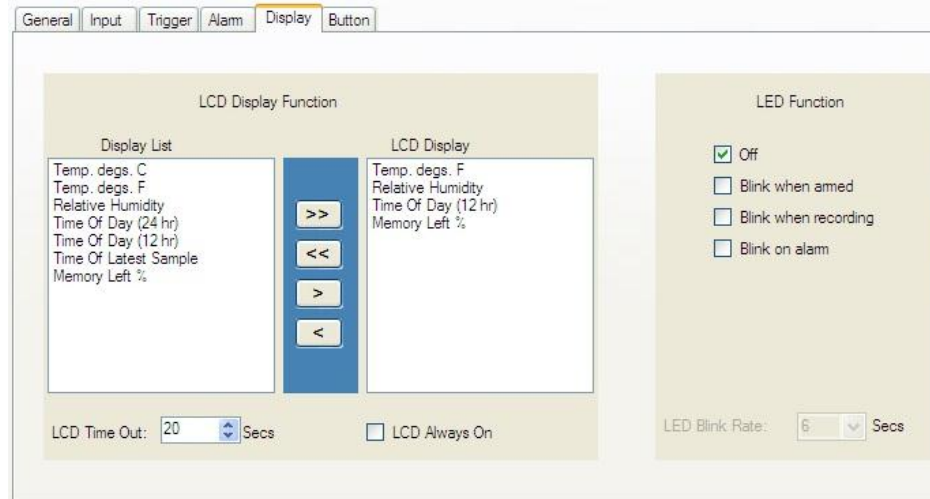 General Input Trigger Alarm Display Button
LCD Display Function
Display List
Temp. degs. C
Temp. degs. F
Relative Humidity
Time Of Day (24 hr)
Time Of Day (12 hr)
Time Of Latest Sample
Memory Left %
>>
<<
>
<
LCD Display
Temp. degs. F
Relative Humidity
Time Of Day (12 hr)
Memory Left %
LCD Time Out: 20 Secs
LCD Always On
LED Function
Off
Blink when armed
Blink when recording
Blink on alarm
LED Blink Rate: 6 Secs